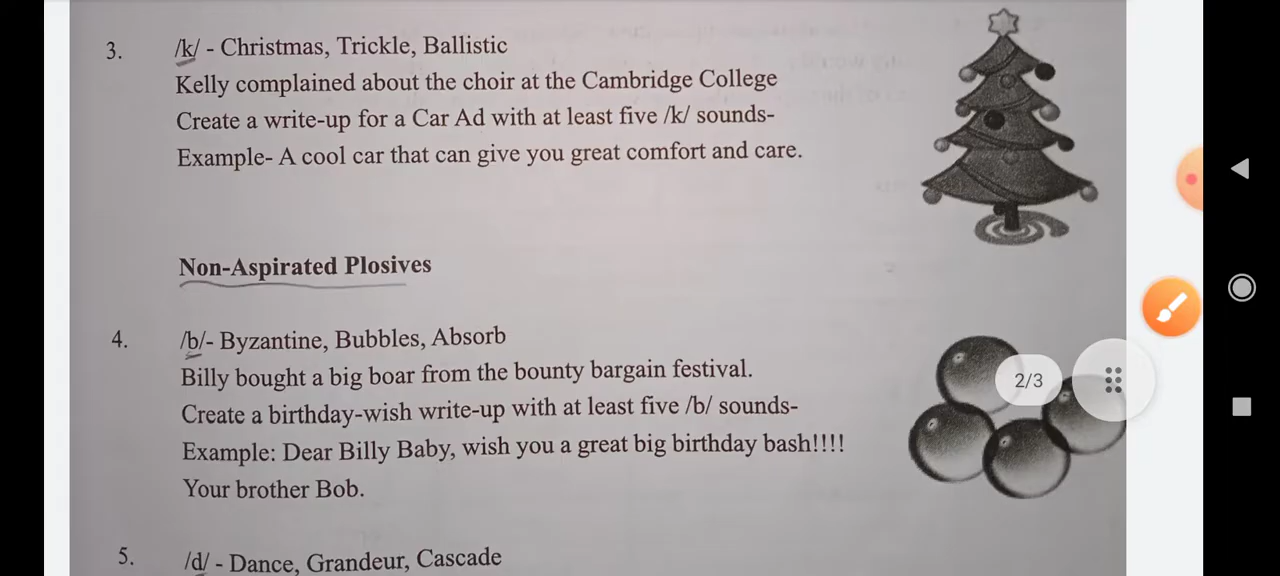 3. /k/ - Christmas, Trickle, Ballistic
Kelly complained about the choir at the Cambridge College
Create a write-up for a Car Ad with at least five /k/ sounds-
Example- A cool car that can give you great comfort and care.
Non-Aspirated Plosives
4. /b/- Byzantine, Bubbles, Absorb
Billy bought a big boar from the bounty bargain festival.
Create a birthday-wish write-up with at least five /b/ sounds-
2/3
Example: Dear Billy Baby, wish you a great big birthday bash!!!!
Your brother Bob.
5. /d/ - Dance, Grandeur, Cascade